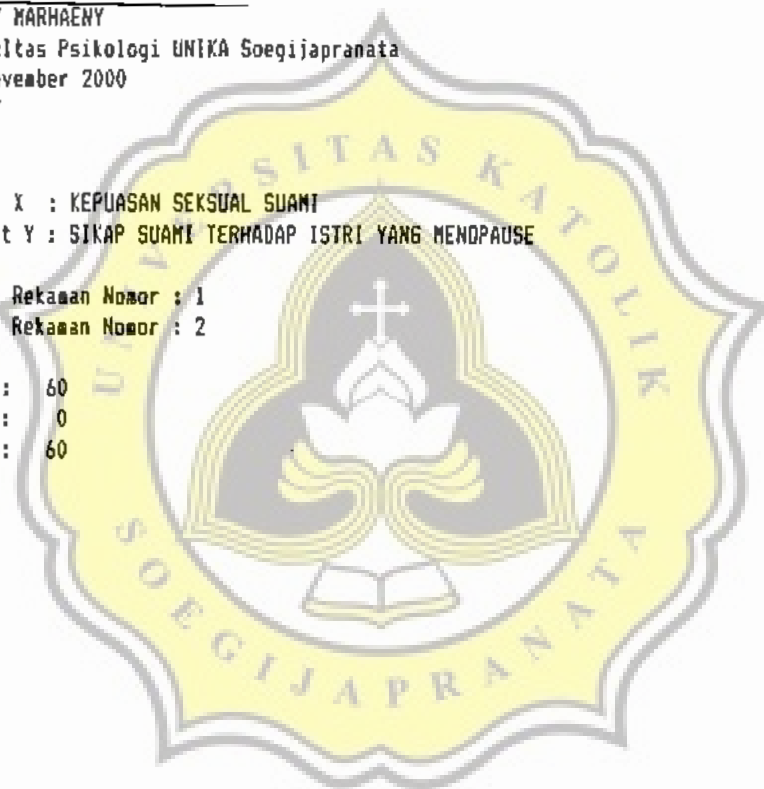 MARHAENY
ltas Psikologi UNIKA Soegijapranata
vember 2000
X : KEPUASAN SEKSUAL SUAMI
t Y : SIKAP SUAMI TERHADAP ISTRI YANG MENOPAUSE
Rekaman Nomor : 1
Rekaman Nomor : 2
: 60
: 0
: 60
UNIVERSITAS KATOLIK
SOEGIJAPRANATA